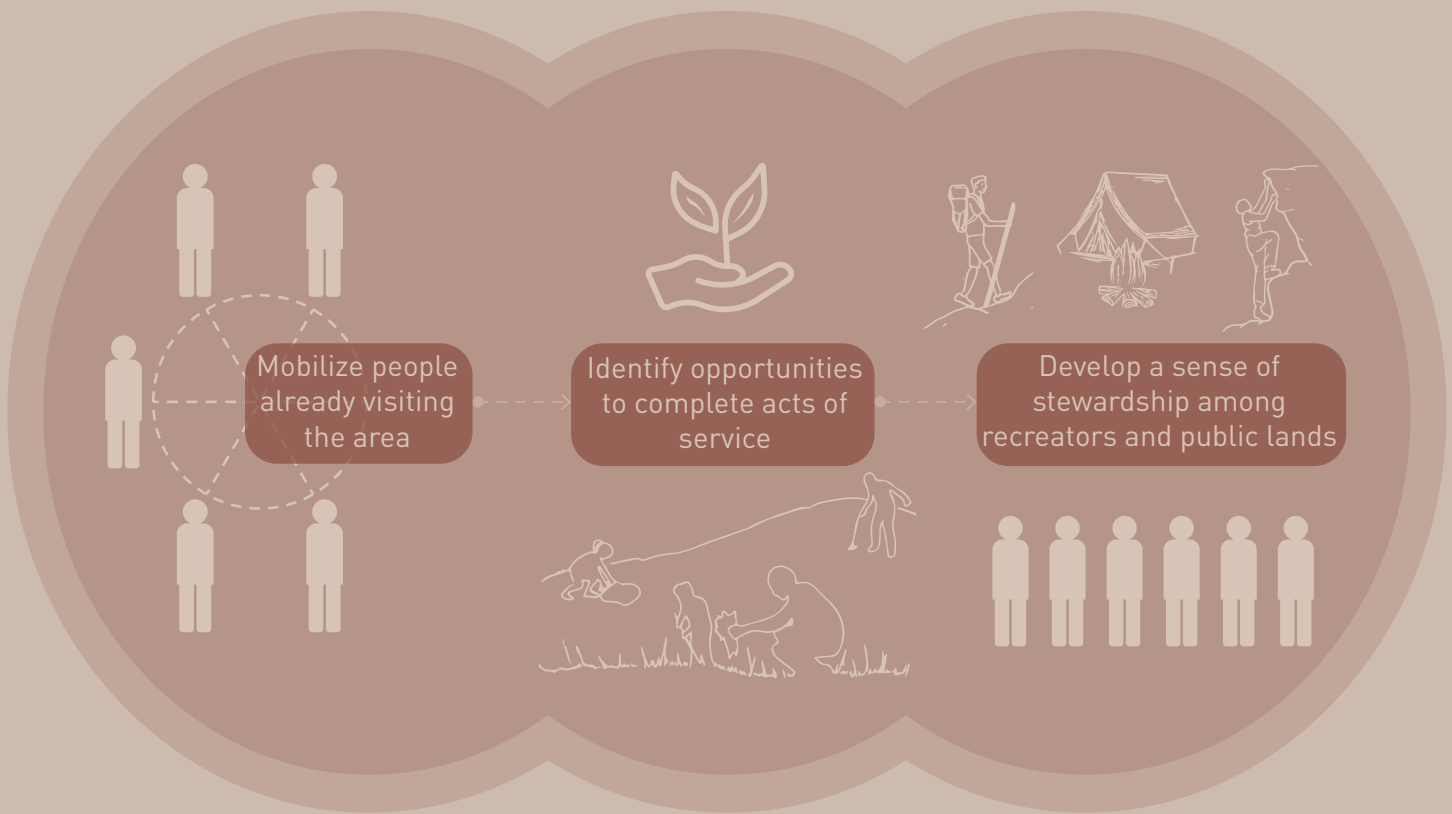 Mobilize people
already visiting
the area
Identify opportunities
to complete acts of
service
Develop a sense of
stewardship among
recreators and public lands